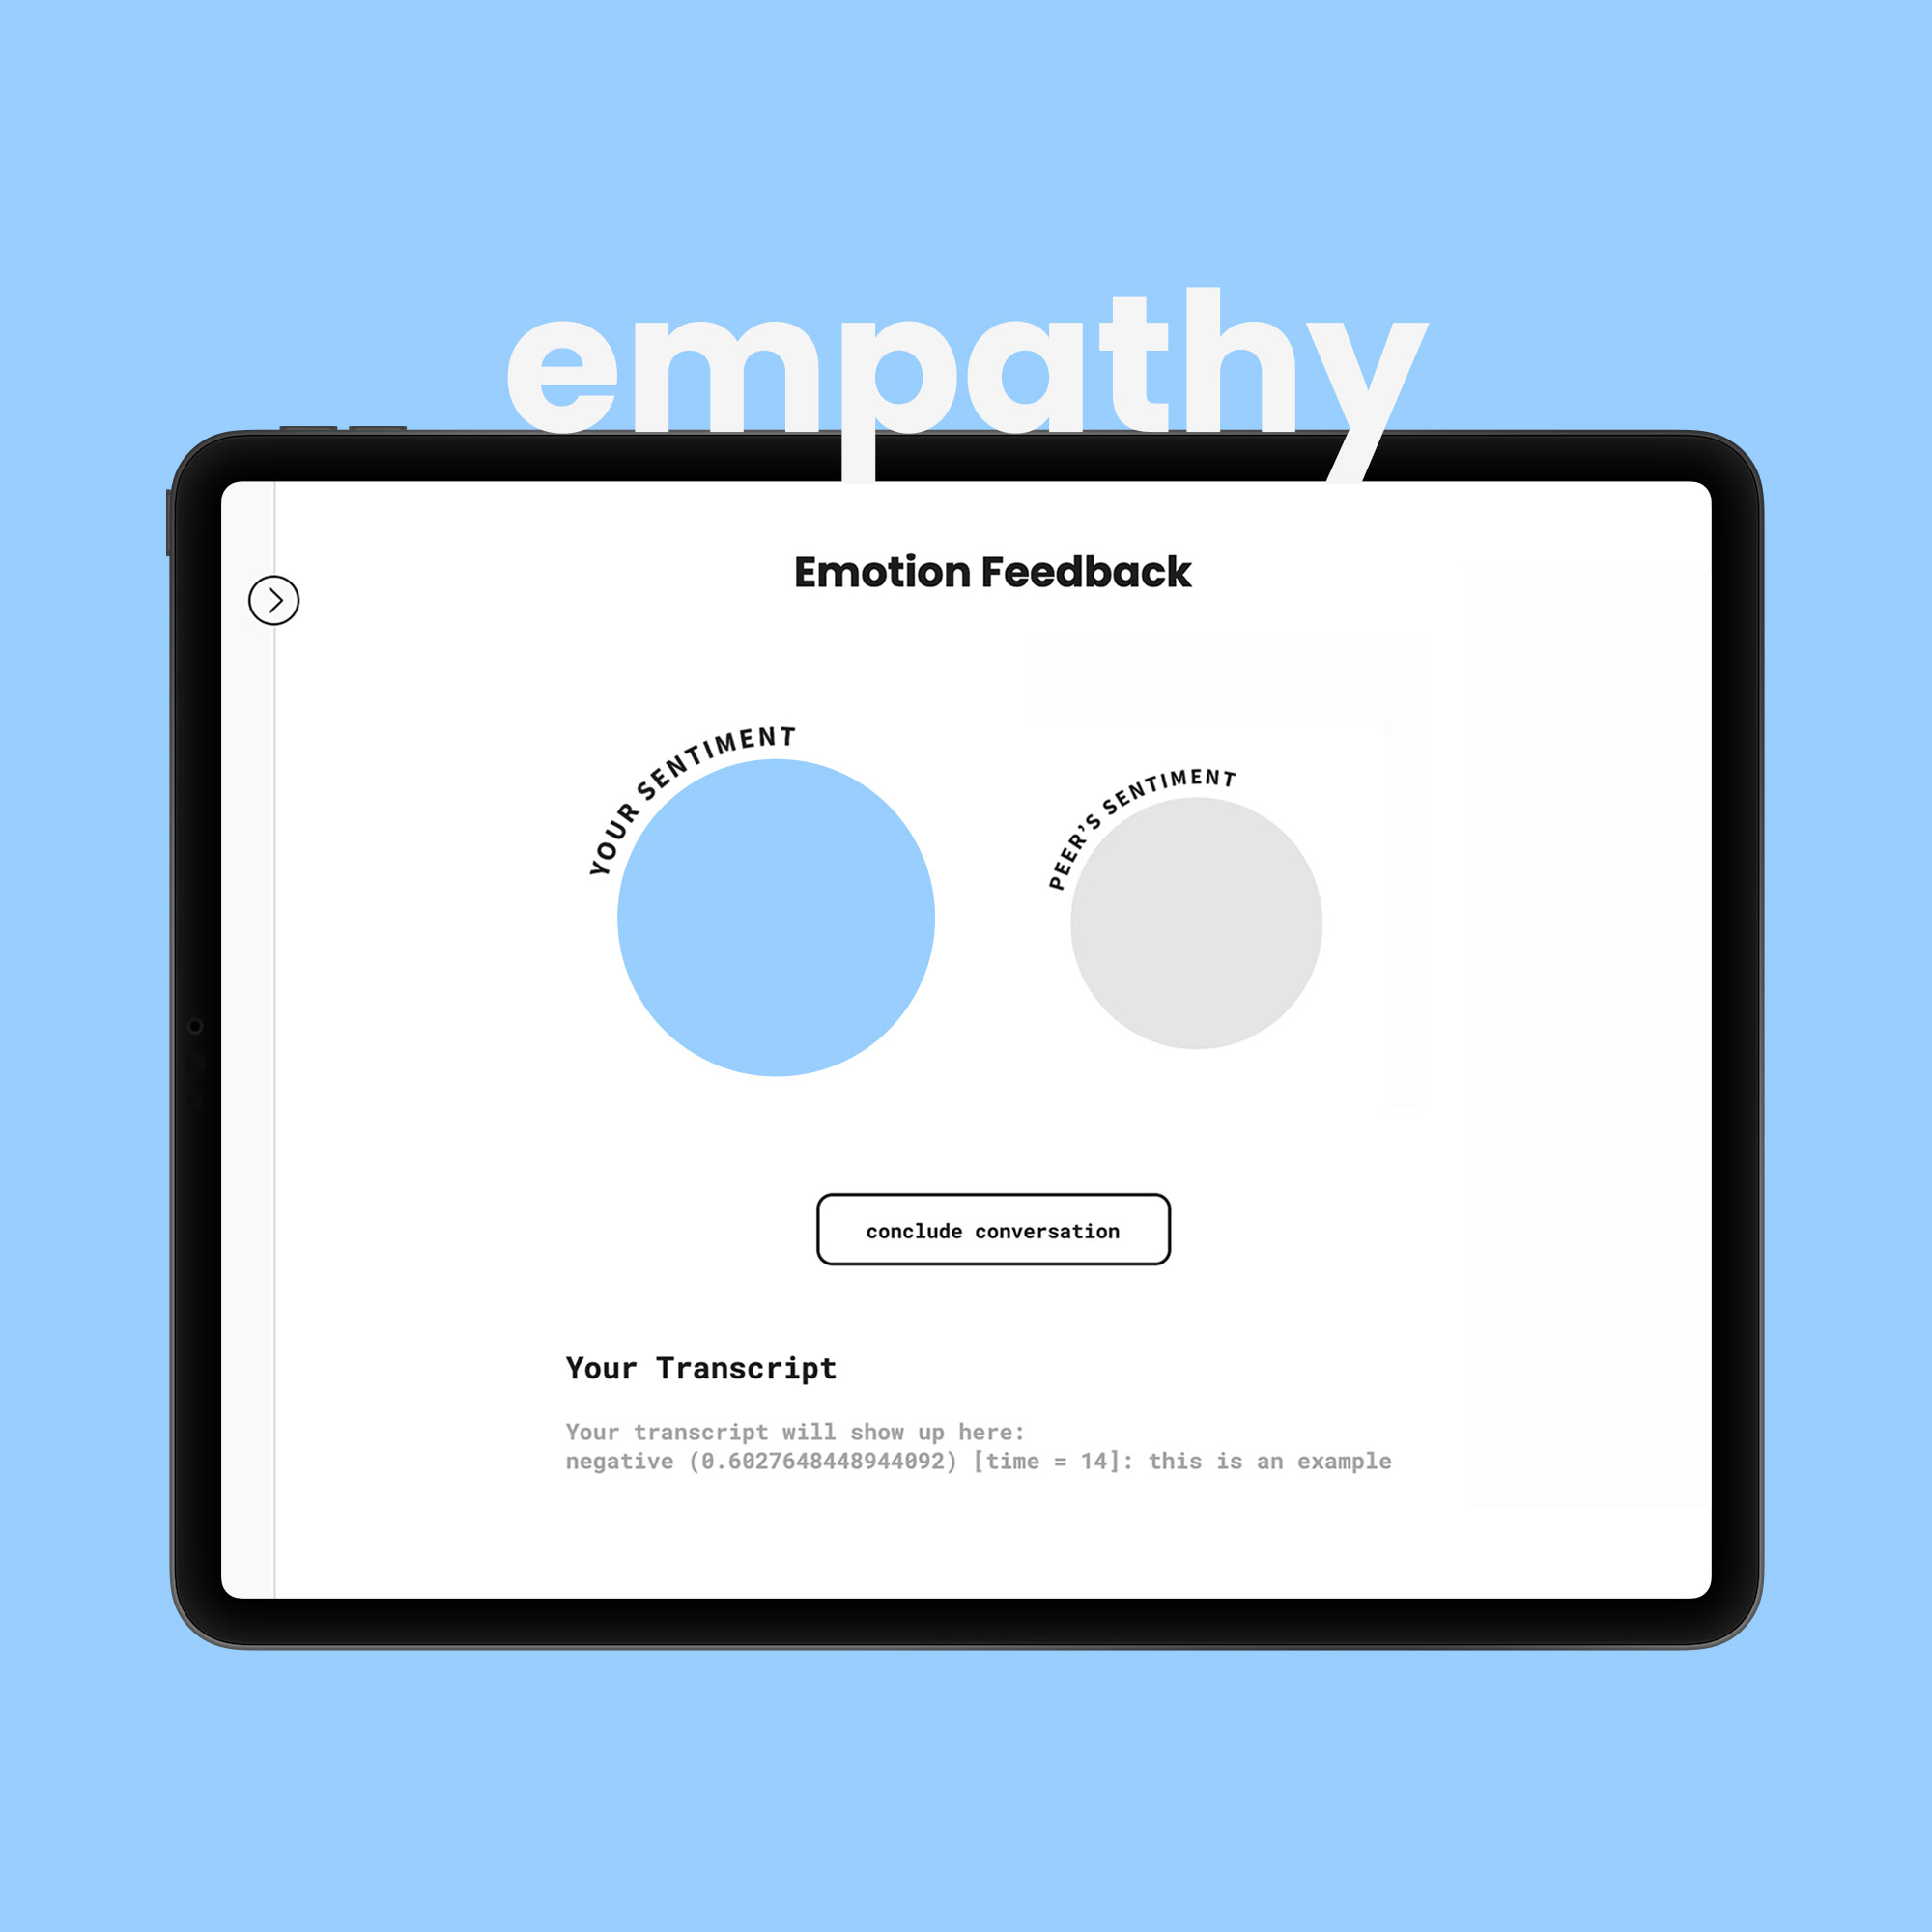 empathy
Emotion Feedback
YOUR SENTIMENT
PEER’S SENTIMENT
conclude conversation
Your Transcript
Your transcript will show up here:
negative (0.6027648448944092) [time = 14]: this is an example